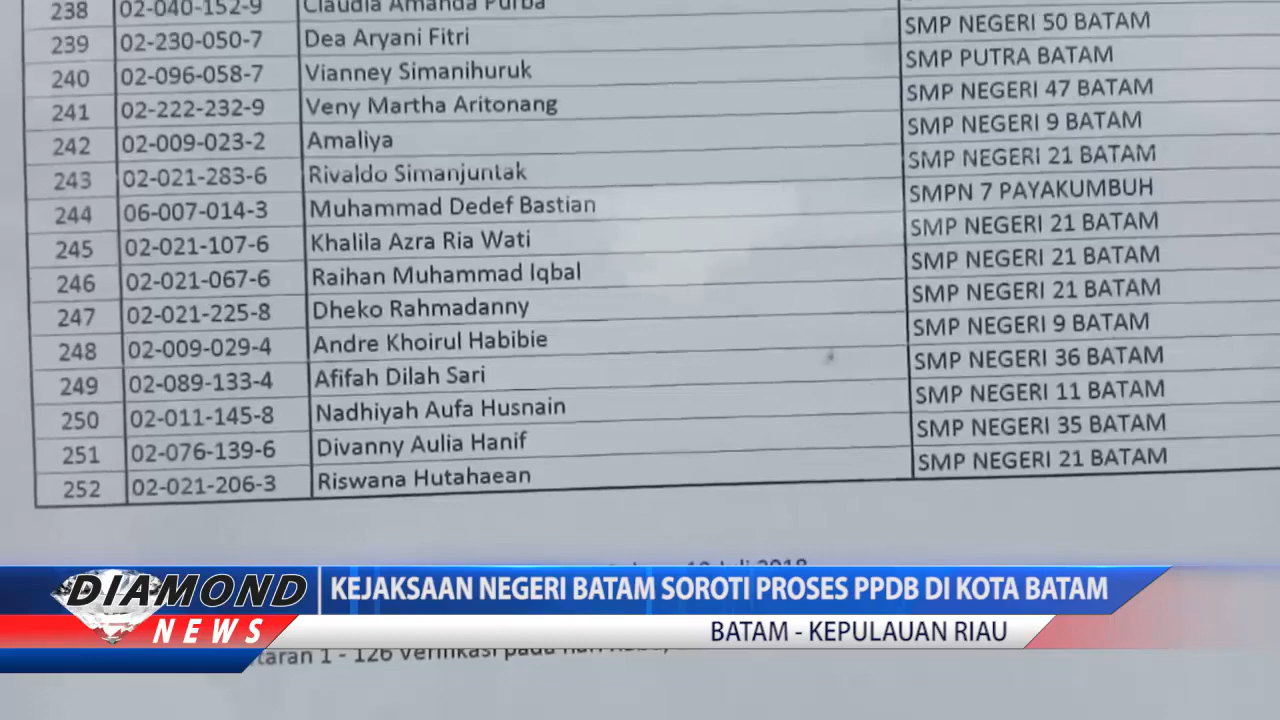 238 02-040-152-9 Claudia Amanda Purba
239 02-230-050-7 Dea Aryani Fitri SMP NEGERI 50 BATAM
240 02-096-058-7 Vianney Simanihuruk SMP PUTRA BATAM
241 02-222-232-9 Veny Martha Aritonang SMP NEGERI 47 BATAM
242 02-009-023-2 Amaliya SMP NEGERI 9 BATAM
243 02-021-283-6 Rivaldo Simanjuntak SMP NEGERI 21 BATAM
244 06-007-014-3 Muhammad Dedef Bastian SMPN 7 PAYAKUMBUH
245 02-021-107-6 Khalila Azra Ria Wati SMP NEGERI 21 BATAM
246 02-021-067-6 Raihan Muhammad Iqbal SMP NEGERI 21 BATAM
247 02-021-225-8 Dheko Rahmadanny SMP NEGERI 21 BATAM
248 02-009-029-4 Andre Khoirul Habibie SMP NEGERI 9 BATAM
249 02-089-133-4 Afifah Dilah Sari SMP NEGERI 36 BATAM
250 02-011-145-8 Nadhiyah Aufa Husnain SMP NEGERI 11 BATAM
251 02-076-139-6 Divanny Aulia Hanif SMP NEGERI 35 BATAM
252 02-021-206-3 Riswana Hutahaean SMP NEGERI 21 BATAM
Juli 2018
DIAMOND NEWS
KEJAKSAAN NEGERI BATAM SOROTI PROSES PPDB DI KOTA BATAM
BATAM - KEPULAUAN RIAU
1 - 126 Verifikasi pada